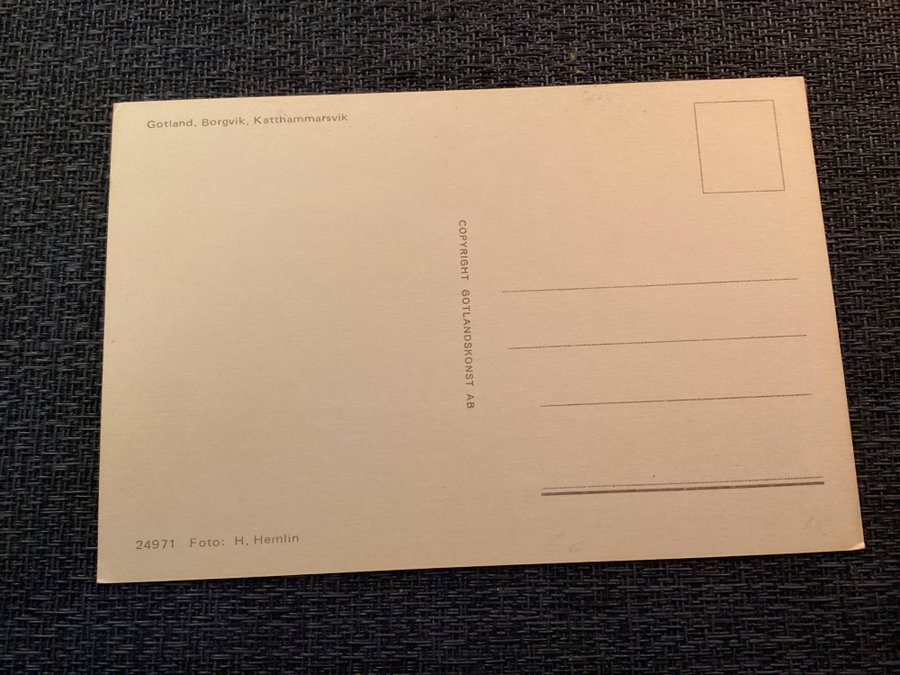 Gotland, Borgvik, Katthammarsvik
COPYRIGHT GOTLANDSKONST AB
24971 Foto: H. Hemlin